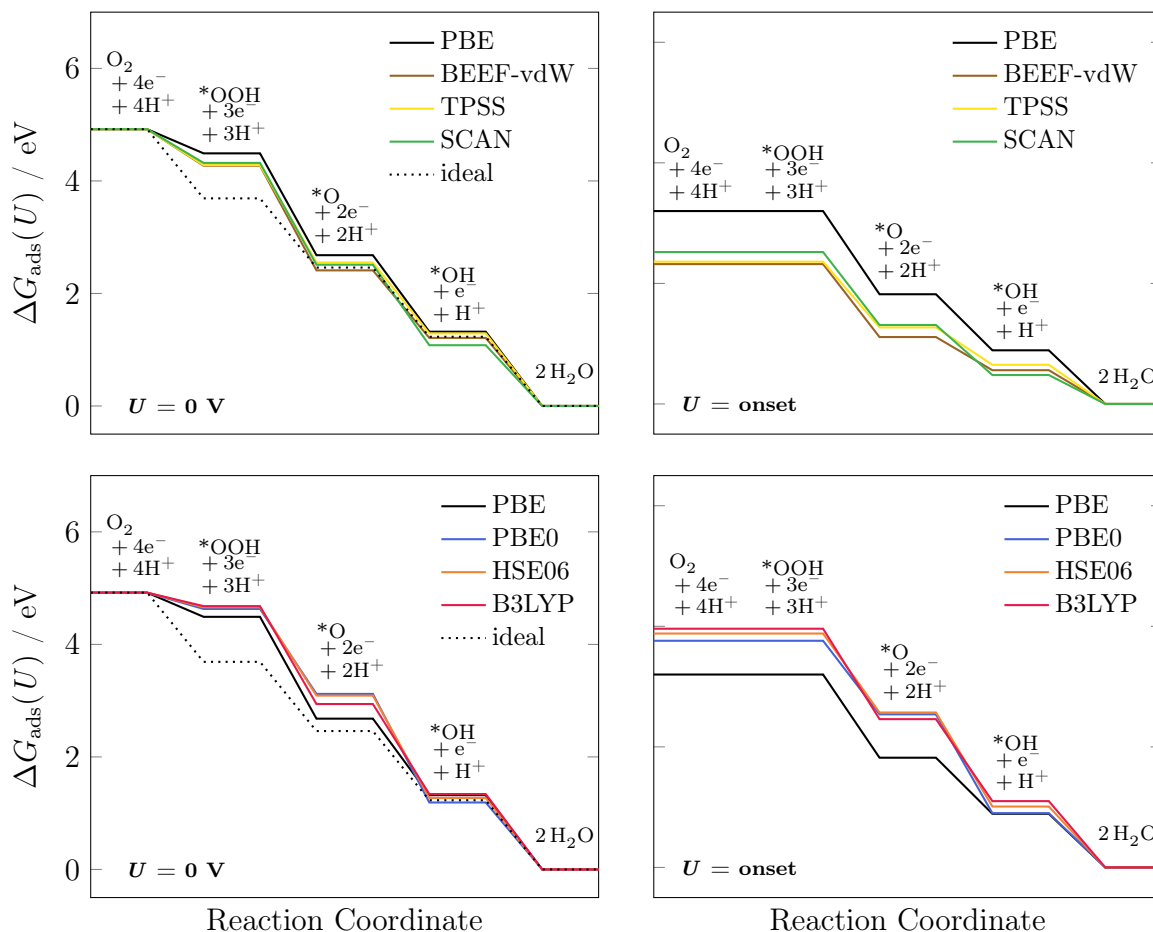 PBE
BEEF-vdW
TPSS
SCAN
ideal
O₂
+ 4e⁻
+ 4H⁺
*OOH
+ 3e⁻
+ 3H⁺
*O
+ 2e⁻
+ 2H⁺
*OH
+ e⁻
+ H⁺
2 H₂O
U = 0 V
6
4
2
0
ΔG_ads(U) / eV
PBE
BEEF-vdW
TPSS
SCAN
O₂
+ 4e⁻
+ 4H⁺
*OOH
+ 3e⁻
+ 3H⁺
*O
+ 2e⁻
+ 2H⁺
*OH
+ e⁻
+ H⁺
2 H₂O
U = onset
PBE
PBE0
HSE06
B3LYP
ideal
O₂
+ 4e⁻
+ 4H⁺
*OOH
+ 3e⁻
+ 3H⁺
*O
+ 2e⁻
+ 2H⁺
*OH
+ e⁻
+ H⁺
2 H₂O
U = 0 V
6
4
2
0
ΔG_ads(U) / eV
Reaction Coordinate
PBE
PBE0
HSE06
B3LYP
O₂
+ 4e⁻
+ 4H⁺
*OOH
+ 3e⁻
+ 3H⁺
*O
+ 2e⁻
+ 2H⁺
*OH
+ e⁻
+ H⁺
2 H₂O
U = onset
Reaction Coordinate